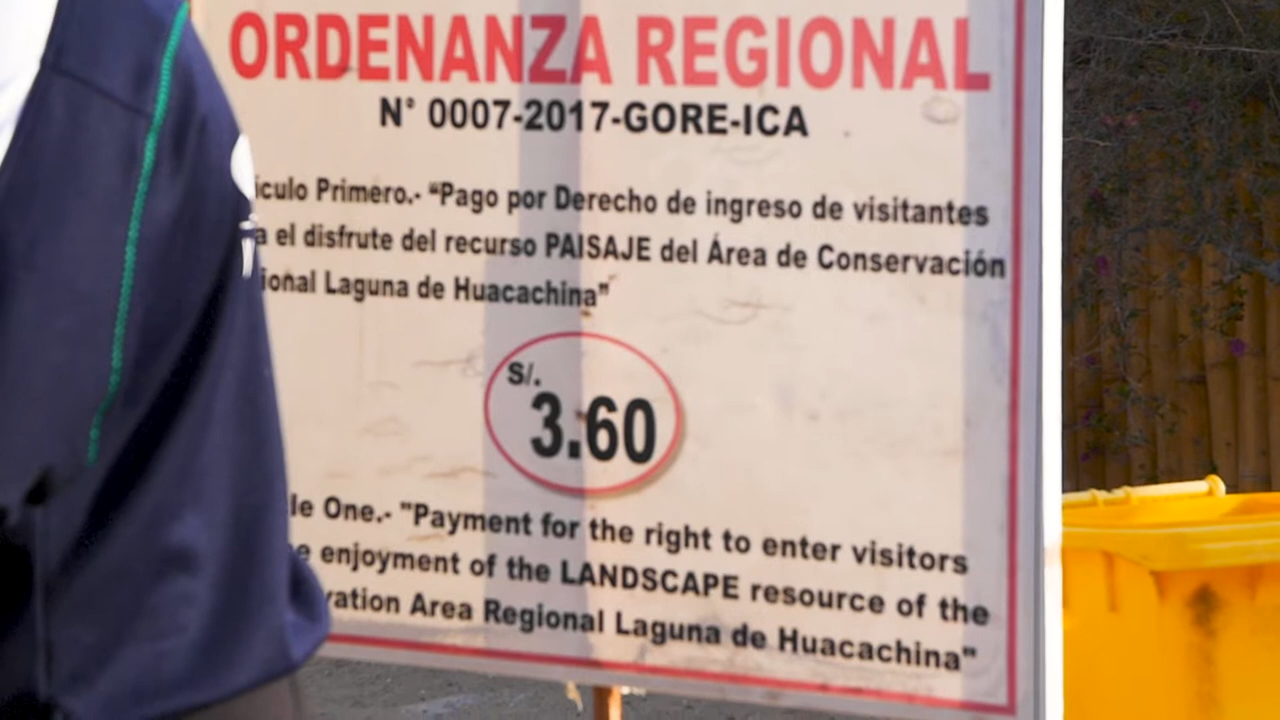 ORDENANZA REGIONAL
N° 0007-2017-GORE-ICA
ículo Primero.- “Pago por Derecho de ingreso de visitantes
a el disfrute del recurso PAISAJE del Área de Conservación
ional Laguna de Huacachina”
S/.
3.60
le One.- "Payment for the right to enter visitors
e enjoyment of the LANDSCAPE resource of the
vation Area Regional Laguna de Huacachina"